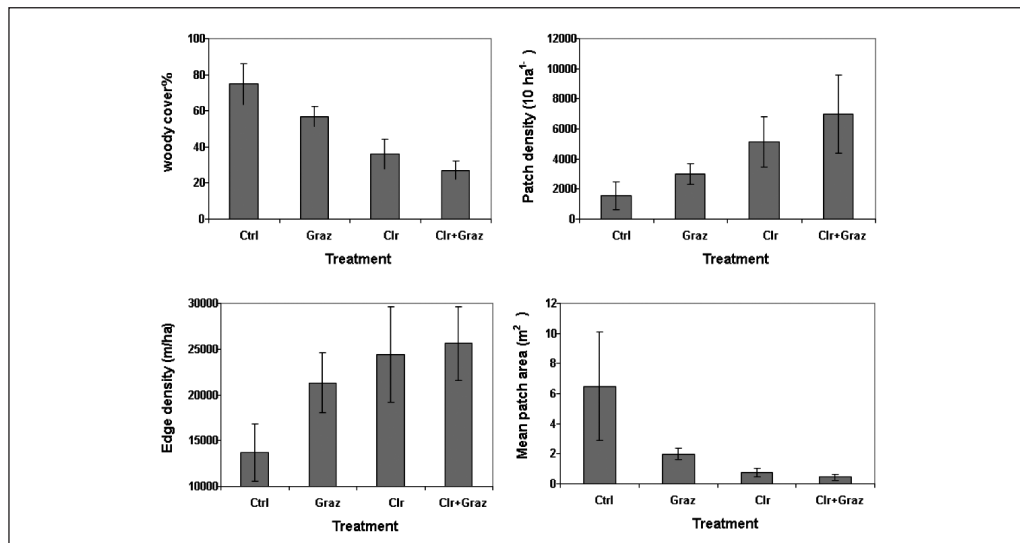 woody cover%
100
80
60
40
20
0
Ctrl Graz Clr Clr+Graz
Treatment
Patch density (10 ha¹⁻ )
12000
10000
8000
6000
4000
2000
0
Ctrl Graz Clr Clr+Graz
Treatment
Edge density (m/ha)
30000
25000
20000
15000
10000
Ctrl Graz Clr Clr+Graz
Treatment
Mean patch area (m² )
12
10
8
6
4
2
0
Ctrl Graz Clr Clr+Graz
Treatment